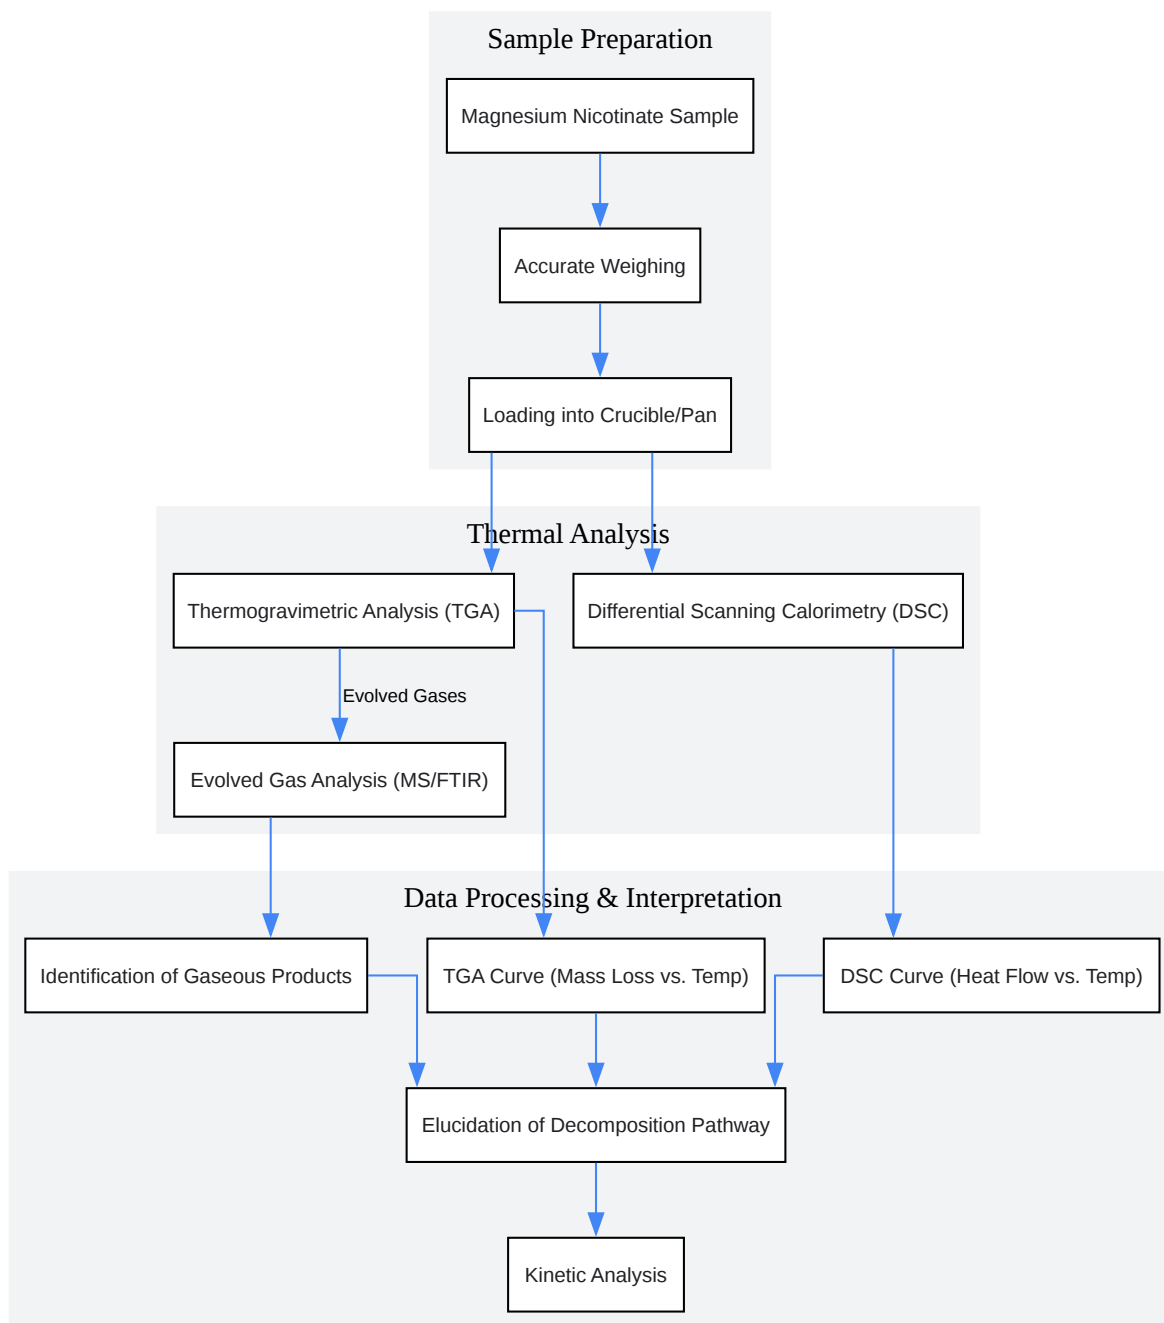 Sample Preparation
Magnesium Nicotinate Sample
Accurate Weighing
Loading into Crucible/Pan
Thermal Analysis
Thermogravimetric Analysis (TGA)
Differential Scanning Calorimetry (DSC)
Evolved Gases
Evolved Gas Analysis (MS/FTIR)
Data Processing & Interpretation
Identification of Gaseous Products
TGA Curve (Mass Loss vs. Temp)
DSC Curve (Heat Flow vs. Temp)
Elucidation of Decomposition Pathway
Kinetic Analysis